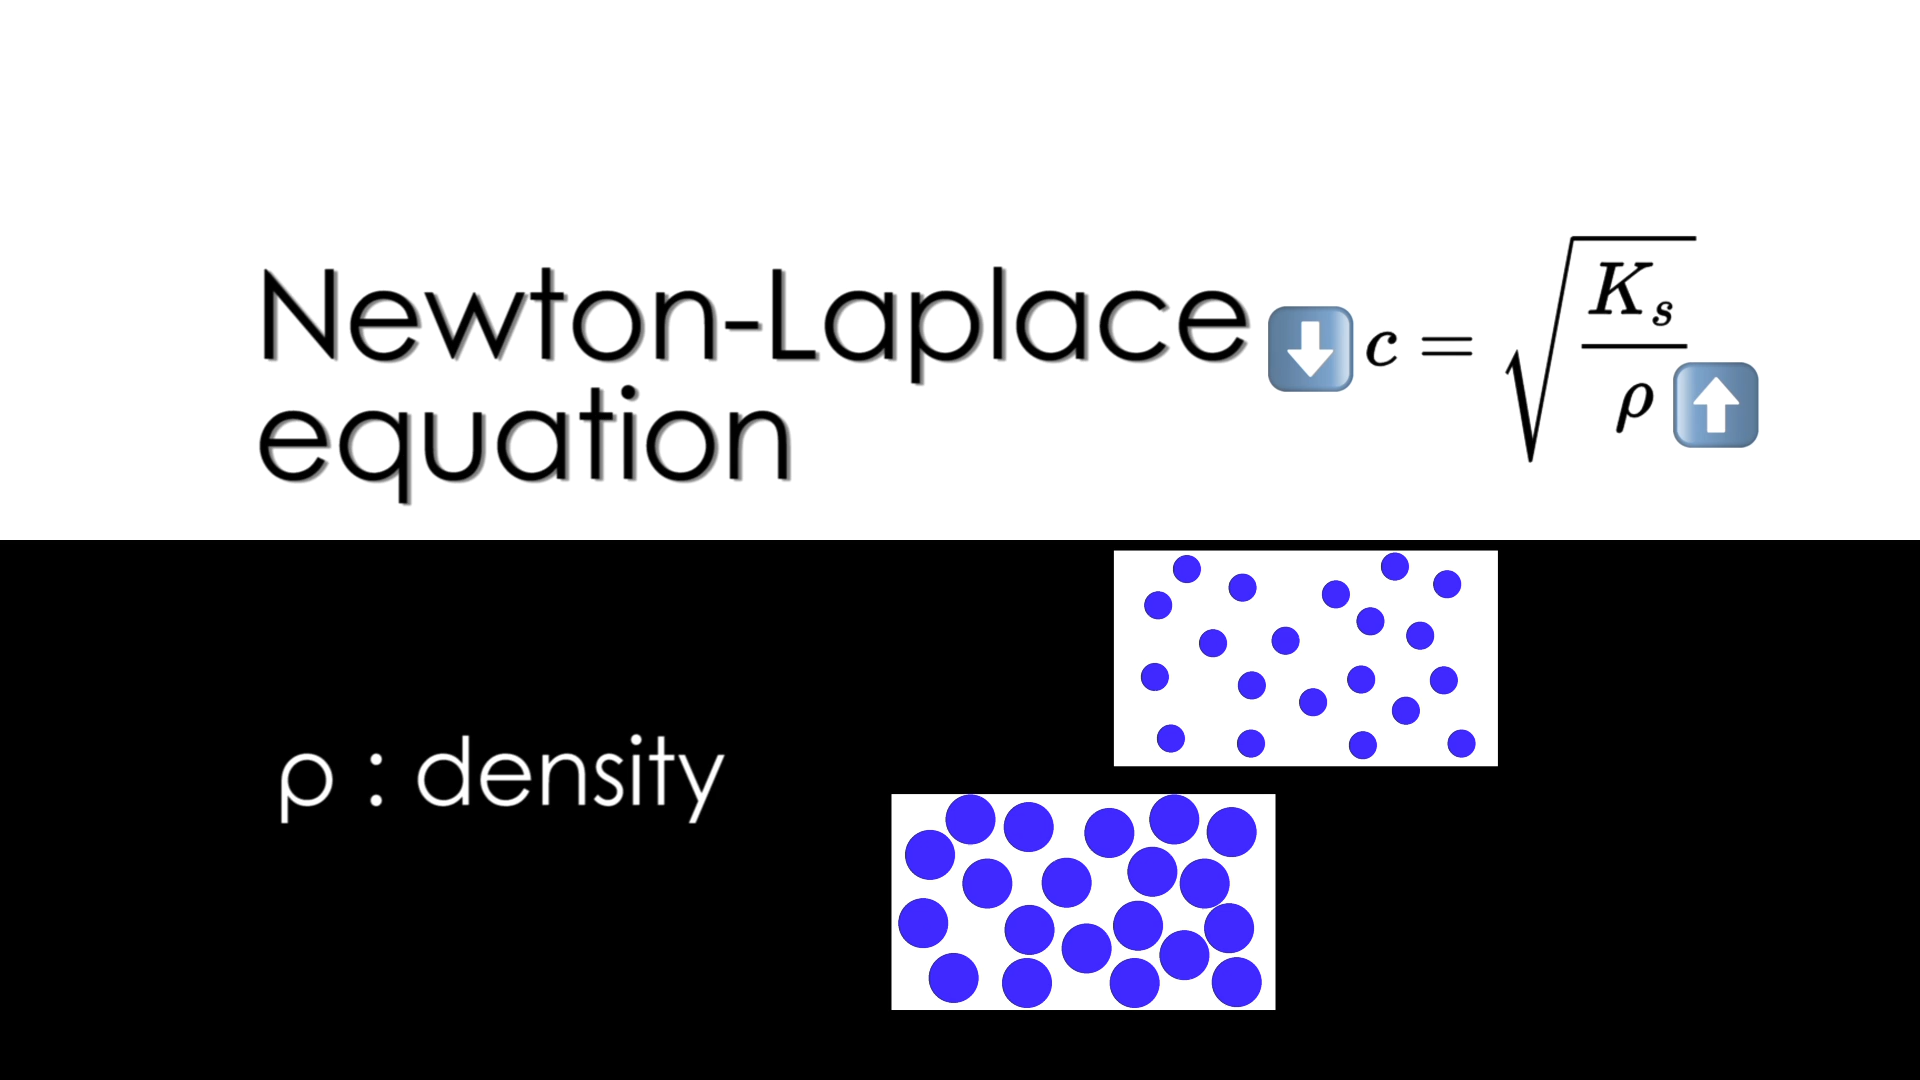 Newton-Laplace
equation
⬇️ c = √(K_s / ρ) ⬆️
ρ : density